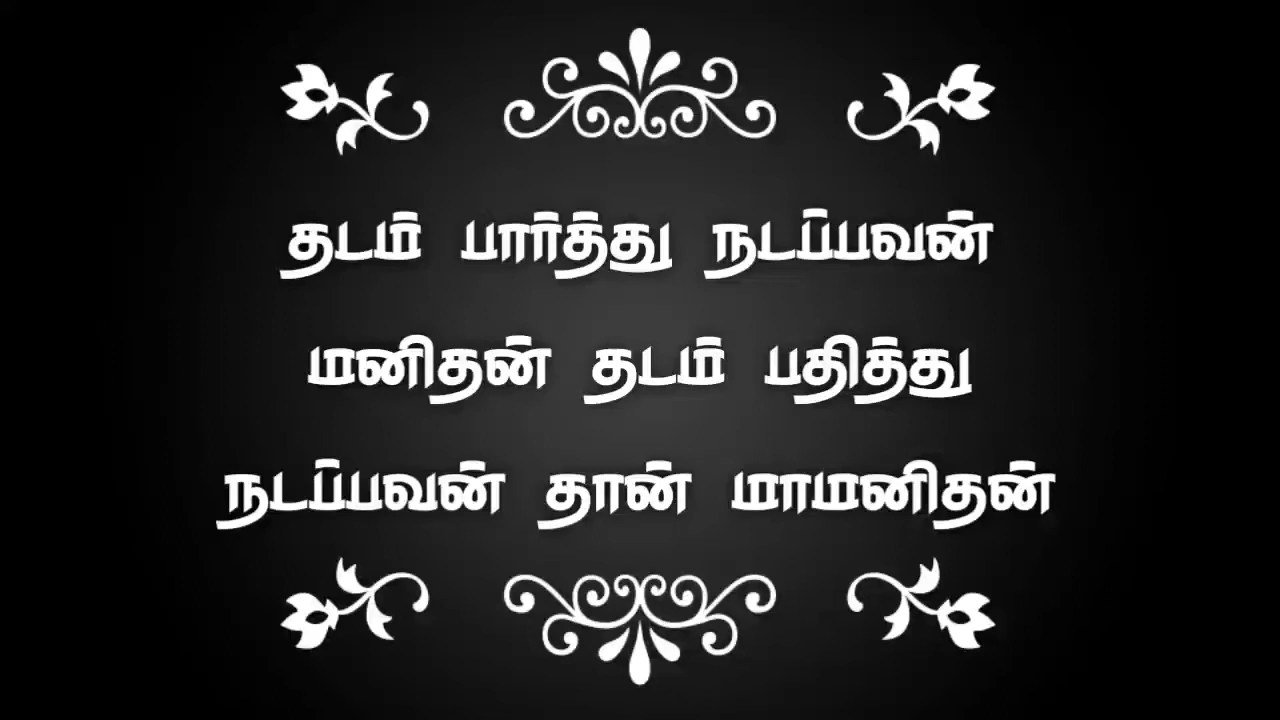 தடம் பார்த்து நடப்பவன்
மனிதன் தடம் பதித்து
நடப்பவன் தான் மாமனிதன்